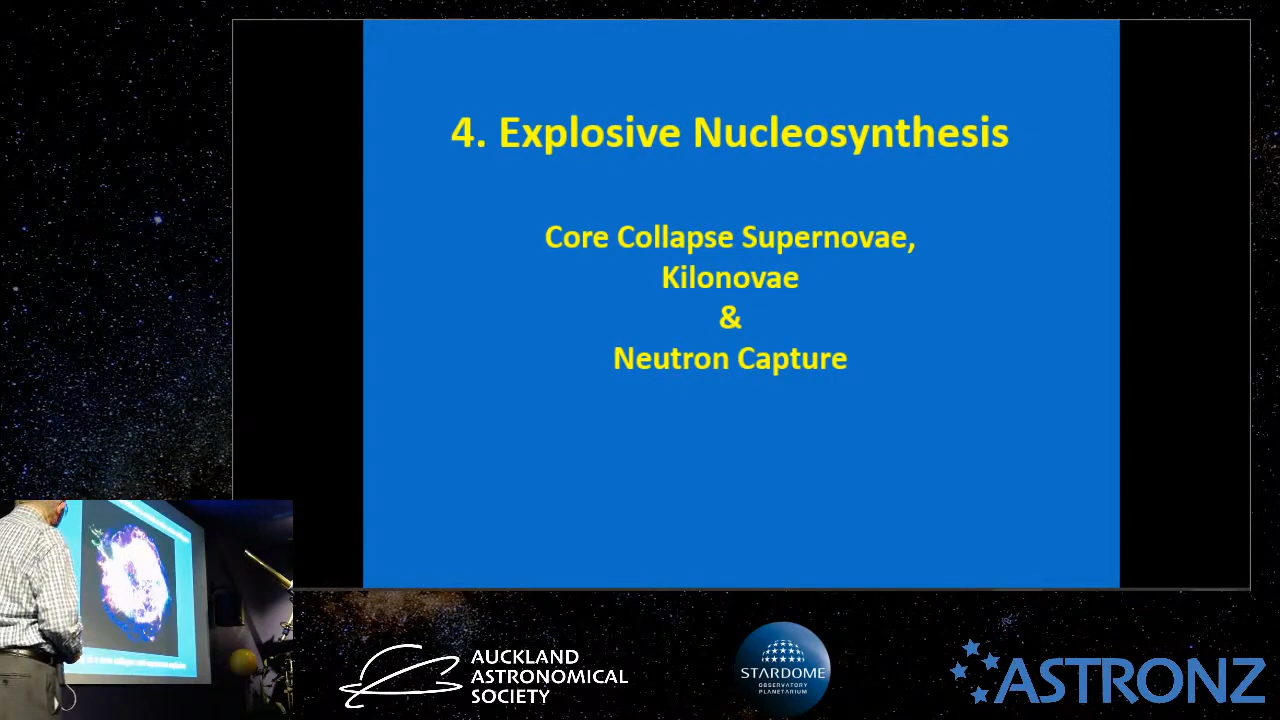 4. Explosive Nucleosynthesis
Core Collapse Supernovae,
Kilonovae
&
Neutron Capture
AUCKLAND
ASTRONOMICAL
SOCIETY
STARDOME
OBSERVATORY
PLANETARIUM
ASTRONZ